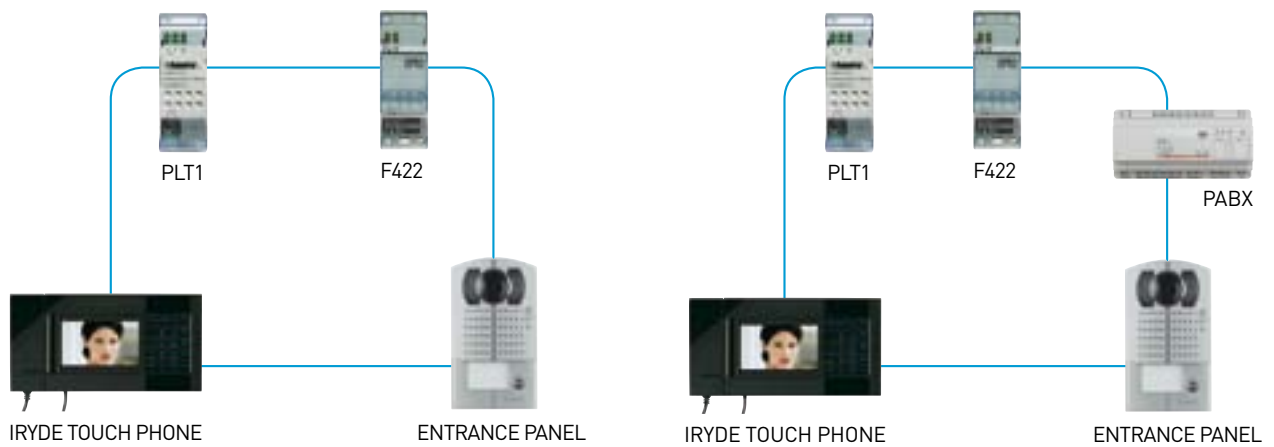 PLT1
F422
IRYDE TOUCH PHONE
ENTRANCE PANEL
PLT1
F422
PABX
IRYDE TOUCH PHONE
ENTRANCE PANEL